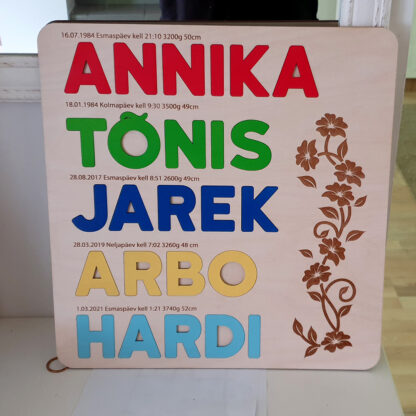 16.07.1984 Esmaspäev kell 21:10 3200g 50cm
ANNIKA
18.01.1984 Kolmapäev kell 9:30 3500g 49cm
TÕNIS
28.08.2017 Esmaspäev kell 8:51 2600g 49cm
JAREK
28.03.2019 Neljapäev kell 7:02 3260g 48 cm
ARBO
1.03.2021 Esmaspäev kell 1:21 3740g 52cm
HARDI